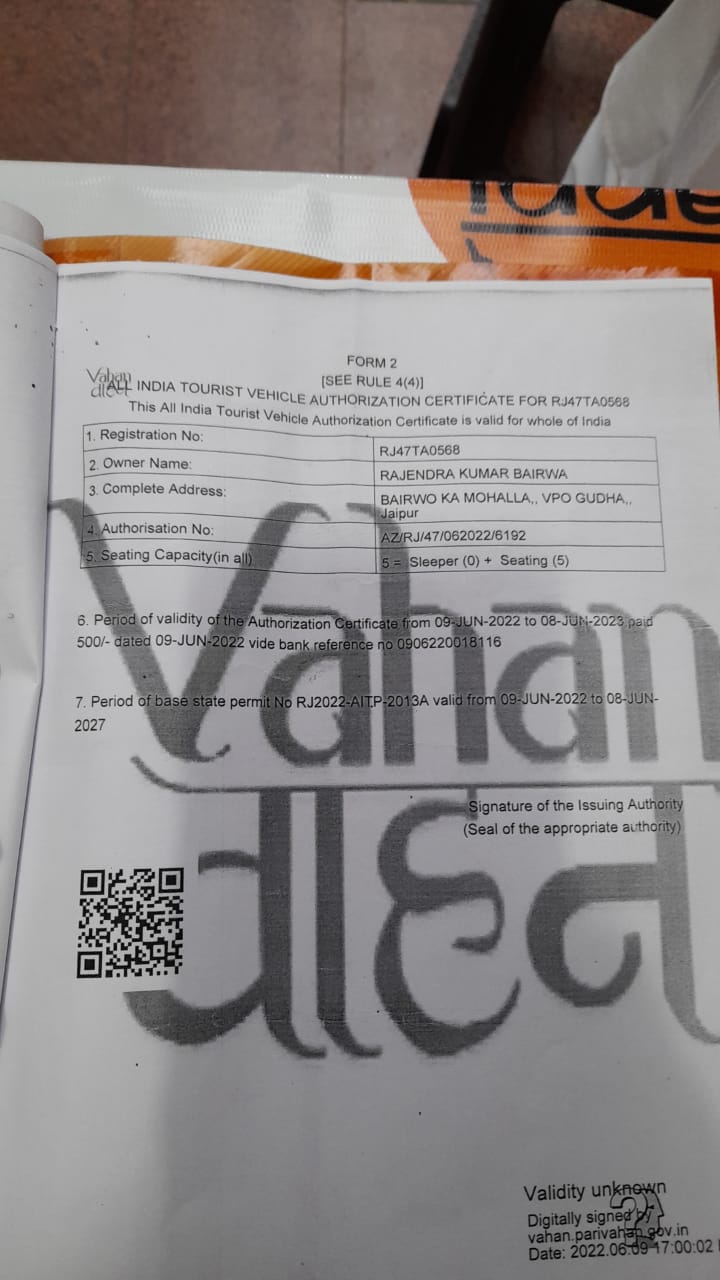 FORM 2
[SEE RULE 4(4)]
Vahan
ALL INDIA TOURIST VEHICLE AUTHORIZATION CERTIFICATE FOR RJ47TA0568
This All India Tourist Vehicle Authorization Certificate is valid for whole of India
1. Registration No: RJ47TA0568
2. Owner Name: RAJENDRA KUMAR BAIRWA
3. Complete Address: BAIRWO KA MOHALLA,, VPO GUDHA,,
Jaipur
4. Authorisation No: AZ/RJ/47/062022/6192
5. Seating Capacity(in all) 5 = Sleeper (0) + Seating (5)
6. Period of validity of the Authorization Certificate from 09-JUN-2022 to 08-JUN-2023 paid
500/- dated 09-JUN-2022 vide bank reference no 0906220018116
7. Period of base state permit No RJ2022-AITP-2013A valid from 09-JUN-2022 to 08-JUN-
2027
Vahan
वाहन
Signature of the Issuing Authority
(Seal of the appropriate authority)
Validity unknown
Digitally signed by
vahan.parivahan.gov.in
Date: 2022.06.09 17:00:02